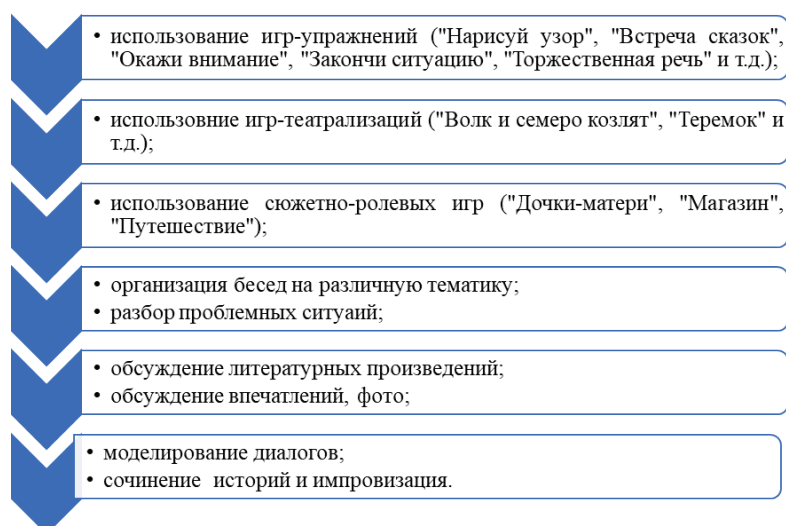 • использование игр-упражнений ("Нарисуй узор", "Встреча сказок",
"Окажи внимание", "Закончи ситуацию", "Торжественная речь" и т.д.);
• использовние игр-театрализаций ("Волк и семеро козлят", "Теремок" и
т.д.);
• использование сюжетно-ролевых игр ("Дочки-матери", "Магазин",
"Путешествие");
• организация бесед на различную тематику;
• разбор проблемных ситуаий;
• обсуждение литературных произведений;
• обсуждение впечатлений, фото;
• моделирование диалогов;
• сочинение историй и импровизация.